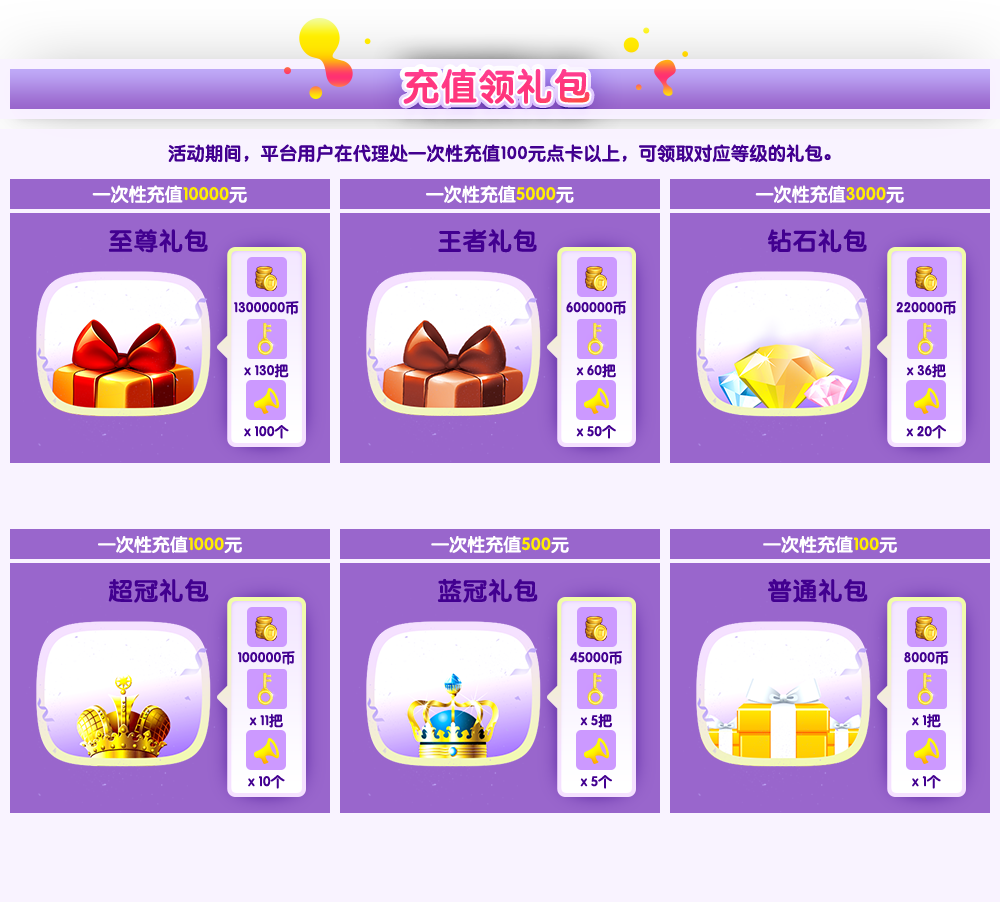 充值领礼包
活动期间，平台用户在代理处一次性充值100元点卡以上，可领取对应等级的礼包。
一次性充值10000元
至尊礼包
1300000币
x 130把
x 100个
一次性充值5000元
王者礼包
600000币
x 60把
x 50个
一次性充值3000元
钻石礼包
220000币
x 36把
x 20个
一次性充值1000元
超冠礼包
100000币
x 11把
x 10个
一次性充值500元
蓝冠礼包
45000币
x 5把
x 5个
一次性充值100元
普通礼包
8000币
x 1把
x 1个